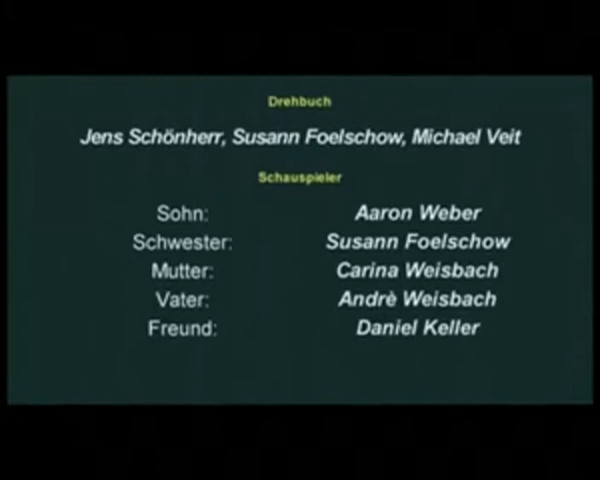 Drehbuch
Jens Schönherr, Susann Foelschow, Michael Veit
Schauspieler
Sohn: Aaron Weber
Schwester: Susann Foelschow
Mutter: Carina Weisbach
Vater: Andrè Weisbach
Freund: Daniel Keller